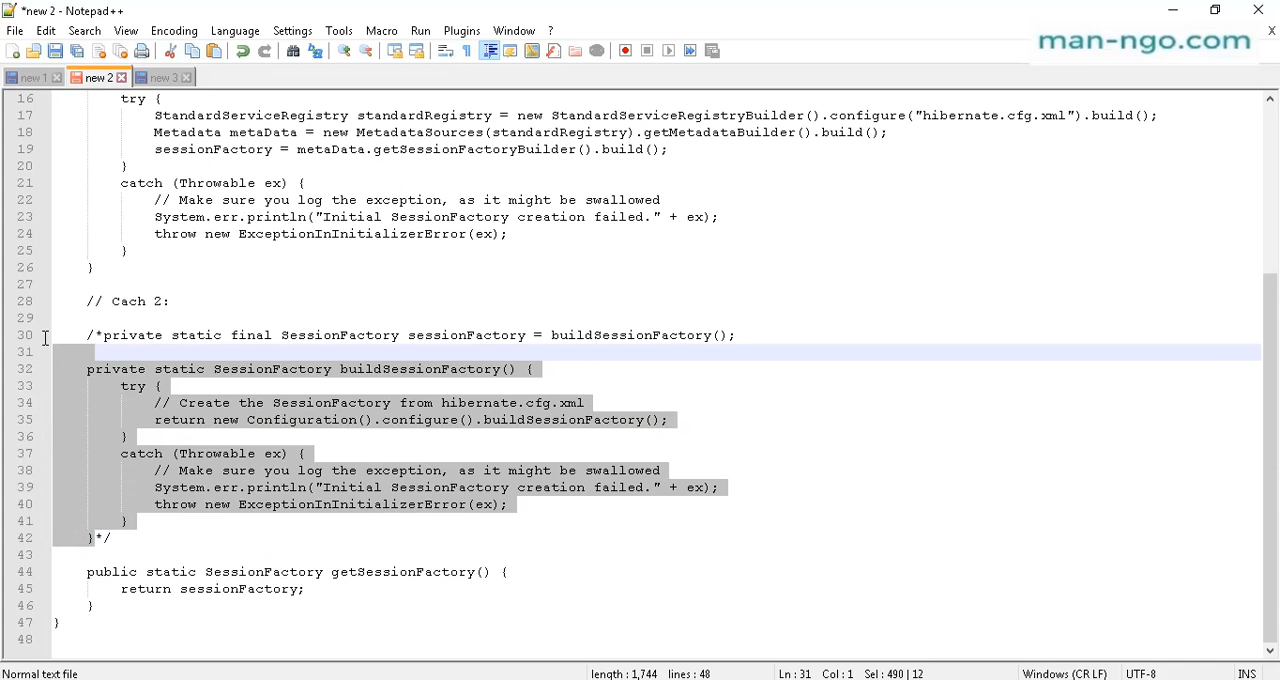 *new 2 - Notepad++
File Edit Search View Encoding Language Settings Tools Macro Run Plugins Window ? X
man-ngo.com
new 1 new 2 new 3
16 try {
17 StandardServiceRegistry standardRegistry = new StandardServiceRegistryBuilder().configure("hibernate.cfg.xml").build();
18 Metadata metaData = new MetadataSources(standardRegistry).getMetadataBuilder().build();
19 sessionFactory = metaData.getSessionFactoryBuilder().build();
20 }
21 catch (Throwable ex) {
22 // Make sure you log the exception, as it might be swallowed
23 System.err.println("Initial SessionFactory creation failed." + ex);
24 throw new ExceptionInInitializerError(ex);
25 }
26 }
27
28 // Cach 2:
29
30 /*private static final SessionFactory sessionFactory = buildSessionFactory();
31
32 private static SessionFactory buildSessionFactory() {
33 try {
34 // Create the SessionFactory from hibernate.cfg.xml
35 return new Configuration().configure().buildSessionFactory();
36 }
37 catch (Throwable ex) {
38 // Make sure you log the exception, as it might be swallowed
39 System.err.println("Initial SessionFactory creation failed." + ex);
40 throw new ExceptionInInitializerError(ex);
41 }
42 }*/
43
44 public static SessionFactory getSessionFactory() {
45 return sessionFactory;
46 }
47 }
48
Normal text file length : 1,744 lines : 48 Ln : 31 Col : 1 Sel : 490 | 12 Windows (CR LF) UTF-8 INS